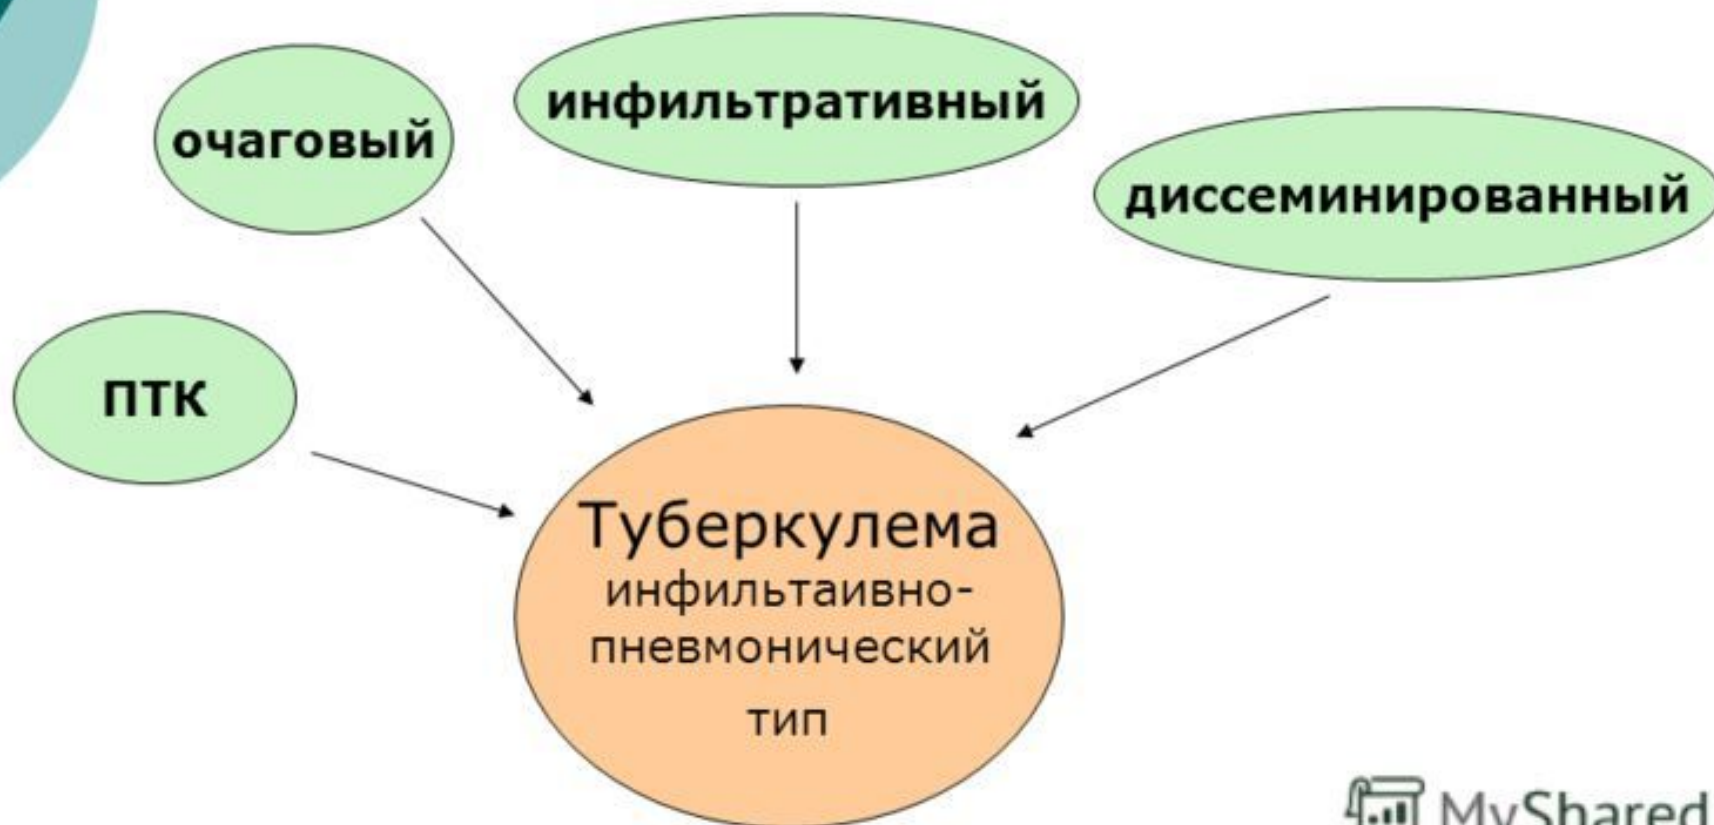 очаговый
инфильтративный
диссеминированный
ПТК
Туберкулема
инфильтаивно-
пневмонический
тип
MyShared